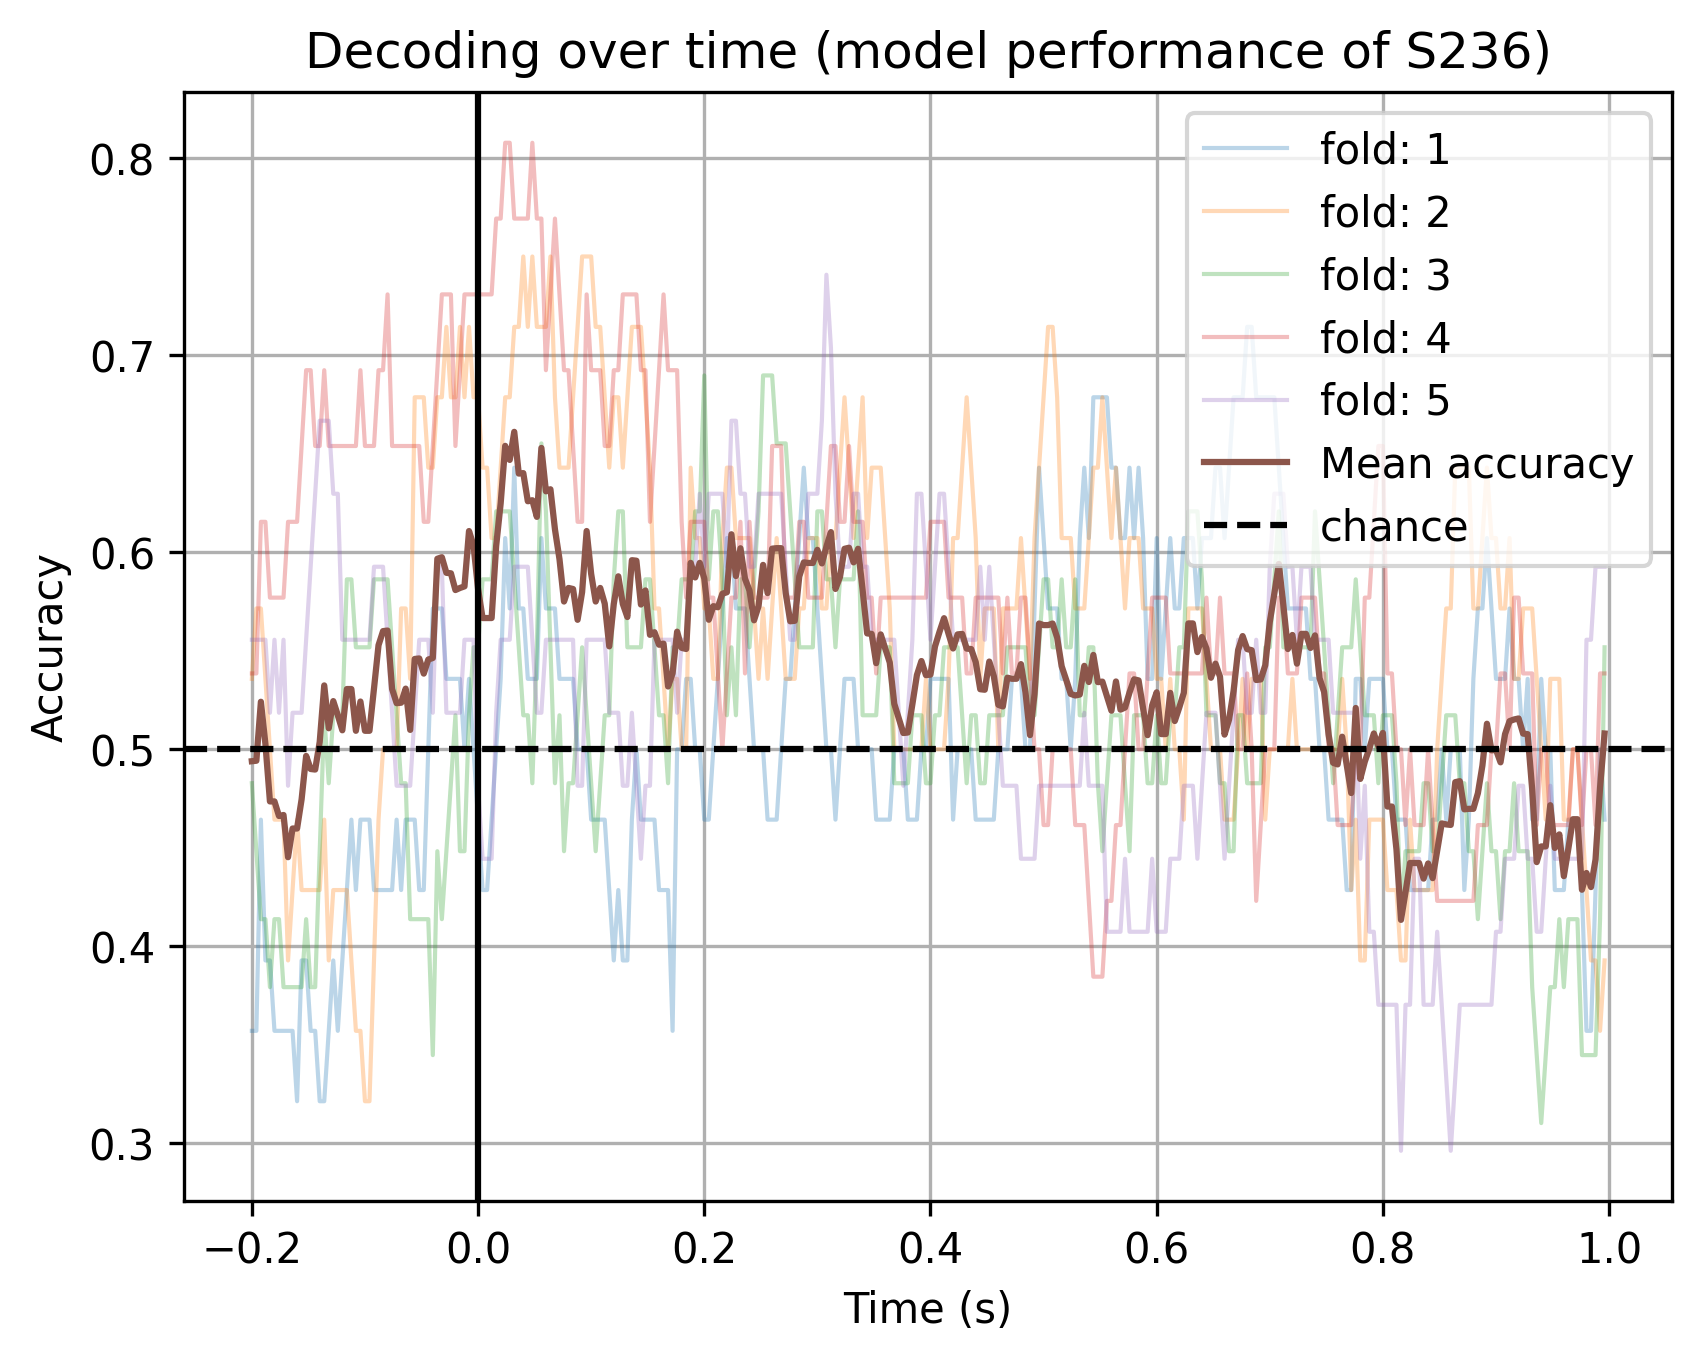 Decoding over time (model performance of S236)
fold: 1
fold: 2
fold: 3
fold: 4
fold: 5
Mean accuracy
chance
Accuracy
0.8
0.7
0.6
0.5
0.4
0.3
−0.2 0.0 0.2 0.4 0.6 0.8 1.0
Time (s)